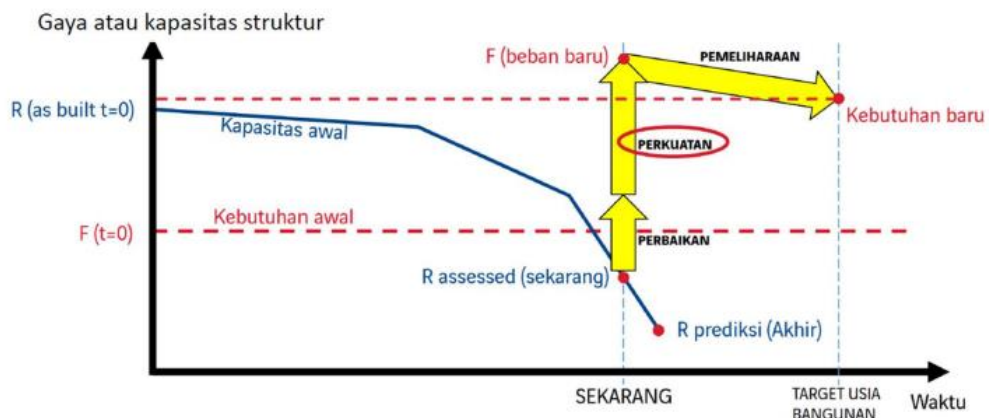 Gaya atau kapasitas struktur
F (beban baru)
PEMELIHARAAN
R (as built t=0)
Kapasitas awal
Kebutuhan baru
PERKUATAN
Kebutuhan awal
F (t=0)
PERBAIKAN
R assessed (sekarang)
R prediksi (Akhir)
SEKARANG
TARGET USIA
BANGUNAN
Waktu